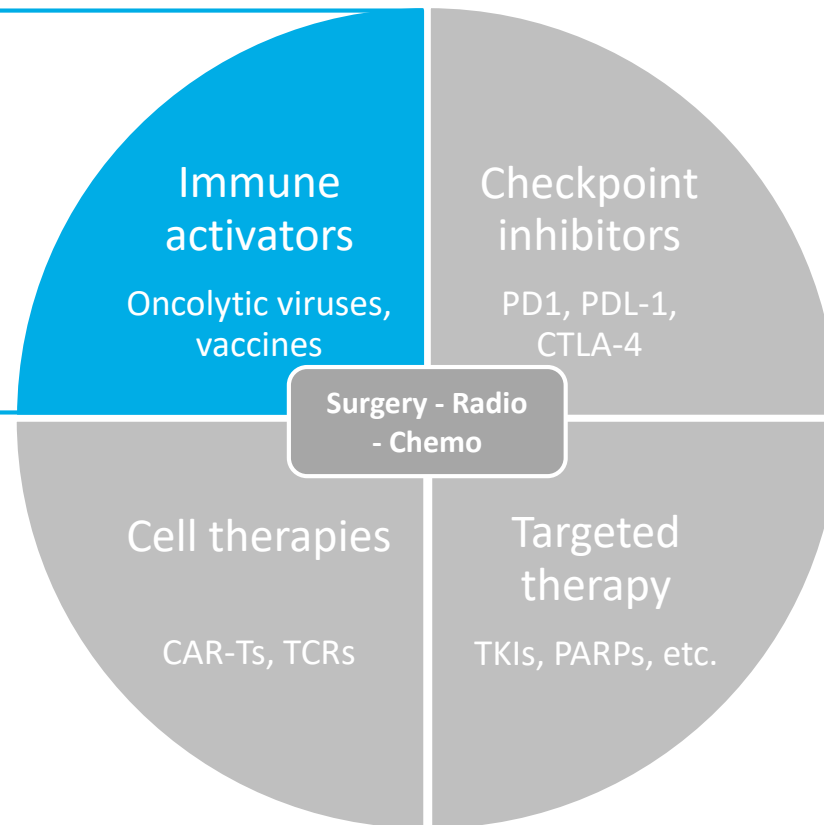 Immune
activators
Oncolytic viruses,
vaccines
Checkpoint
inhibitors
PD1, PDL-1,
CTLA-4
Surgery - Radio
- Chemo
Cell therapies
CAR-Ts, TCRs
Targeted
therapy
TKIs, PARPs, etc.